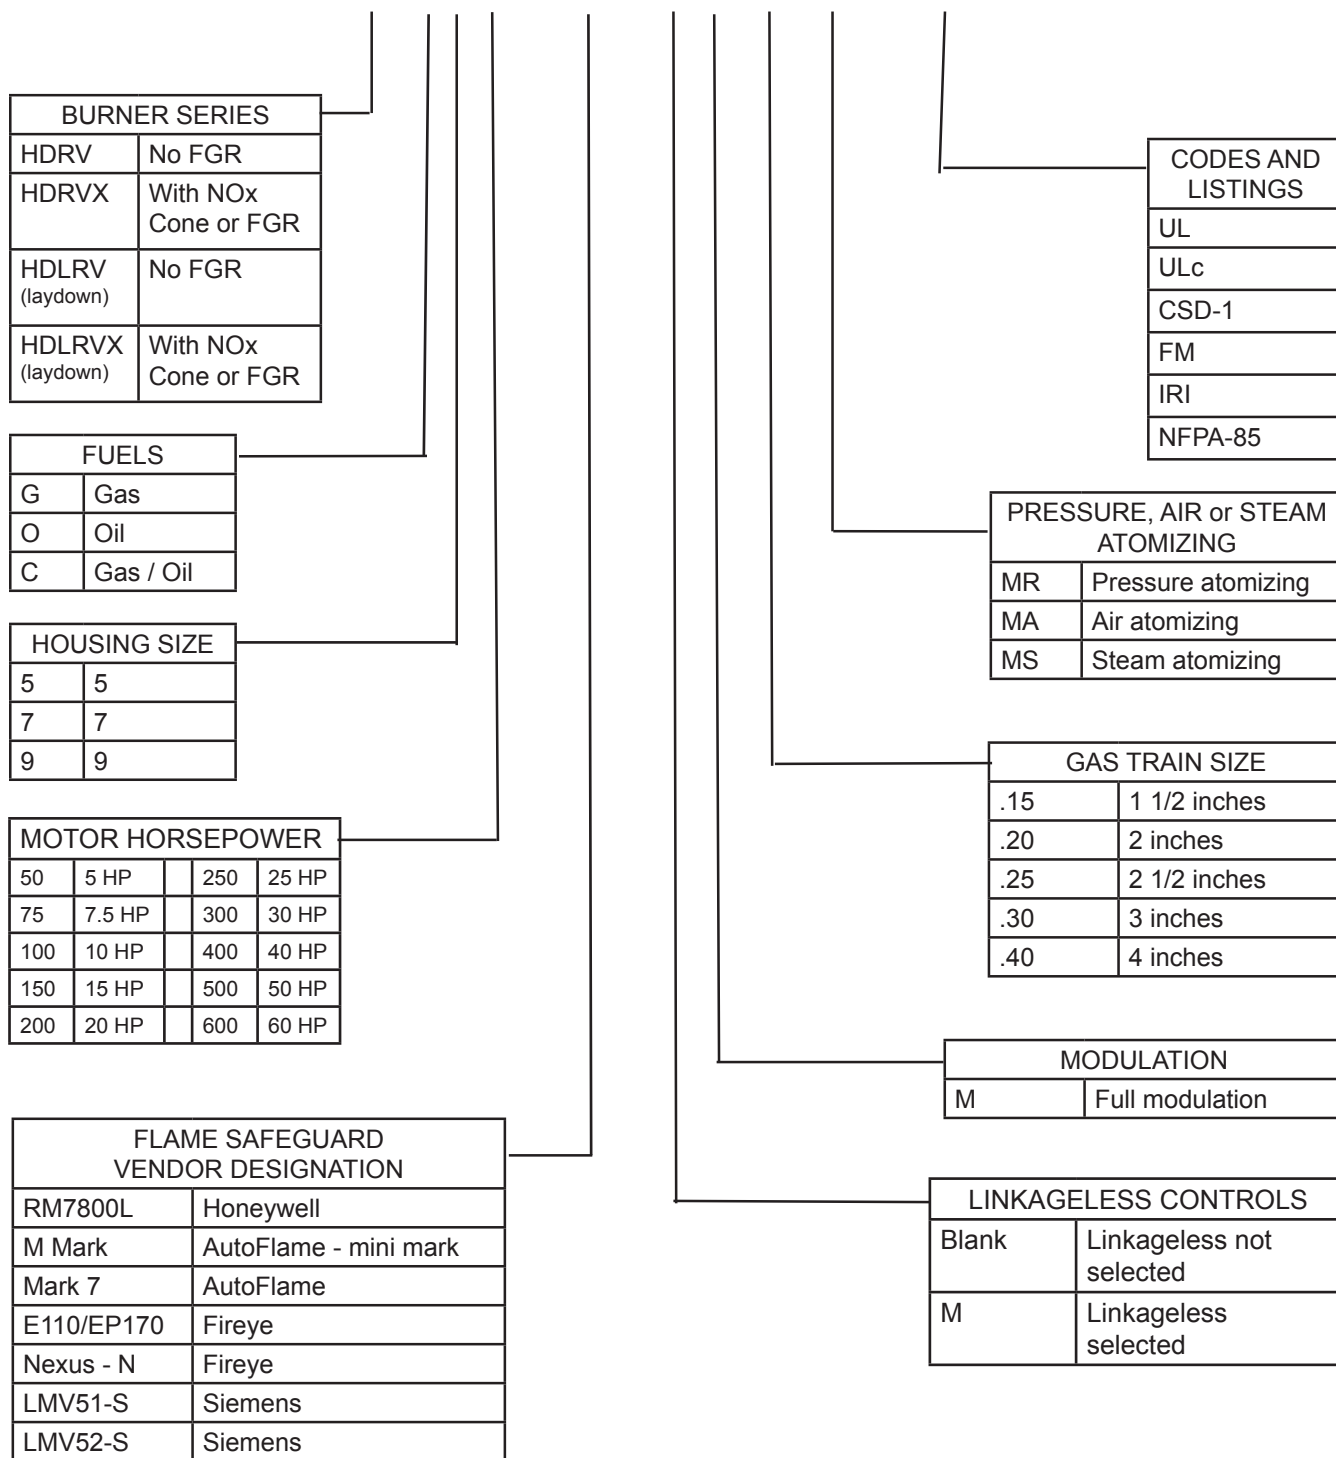 BURNER SERIES
HDRV No FGR
HDRVX With NOx
Cone or FGR
HDLRV No FGR
(laydown)
HDLRVX With NOx
(laydown) Cone or FGR
FUELS
G Gas
O Oil
C Gas / Oil
HOUSING SIZE
5 5
7 7
9 9
MOTOR HORSEPOWER
50 5 HP 250 25 HP
75 7.5 HP 300 30 HP
100 10 HP 400 40 HP
150 15 HP 500 50 HP
200 20 HP 600 60 HP
FLAME SAFEGUARD
VENDOR DESIGNATION
RM7800L Honeywell
M Mark AutoFlame - mini mark
Mark 7 AutoFlame
E110/EP170 Fireye
Nexus - N Fireye
LMV51-S Siemens
LMV52-S Siemens
CODES AND
LISTINGS
UL
ULc
CSD-1
FM
IRI
NFPA-85
PRESSURE, AIR or STEAM
ATOMIZING
MR Pressure atomizing
MA Air atomizing
MS Steam atomizing
GAS TRAIN SIZE
.15 1 1/2 inches
.20 2 inches
.25 2 1/2 inches
.30 3 inches
.40 4 inches
MODULATION
M Full modulation
LINKAGELESS CONTROLS
Blank Linkageless not
selected
M Linkageless
selected